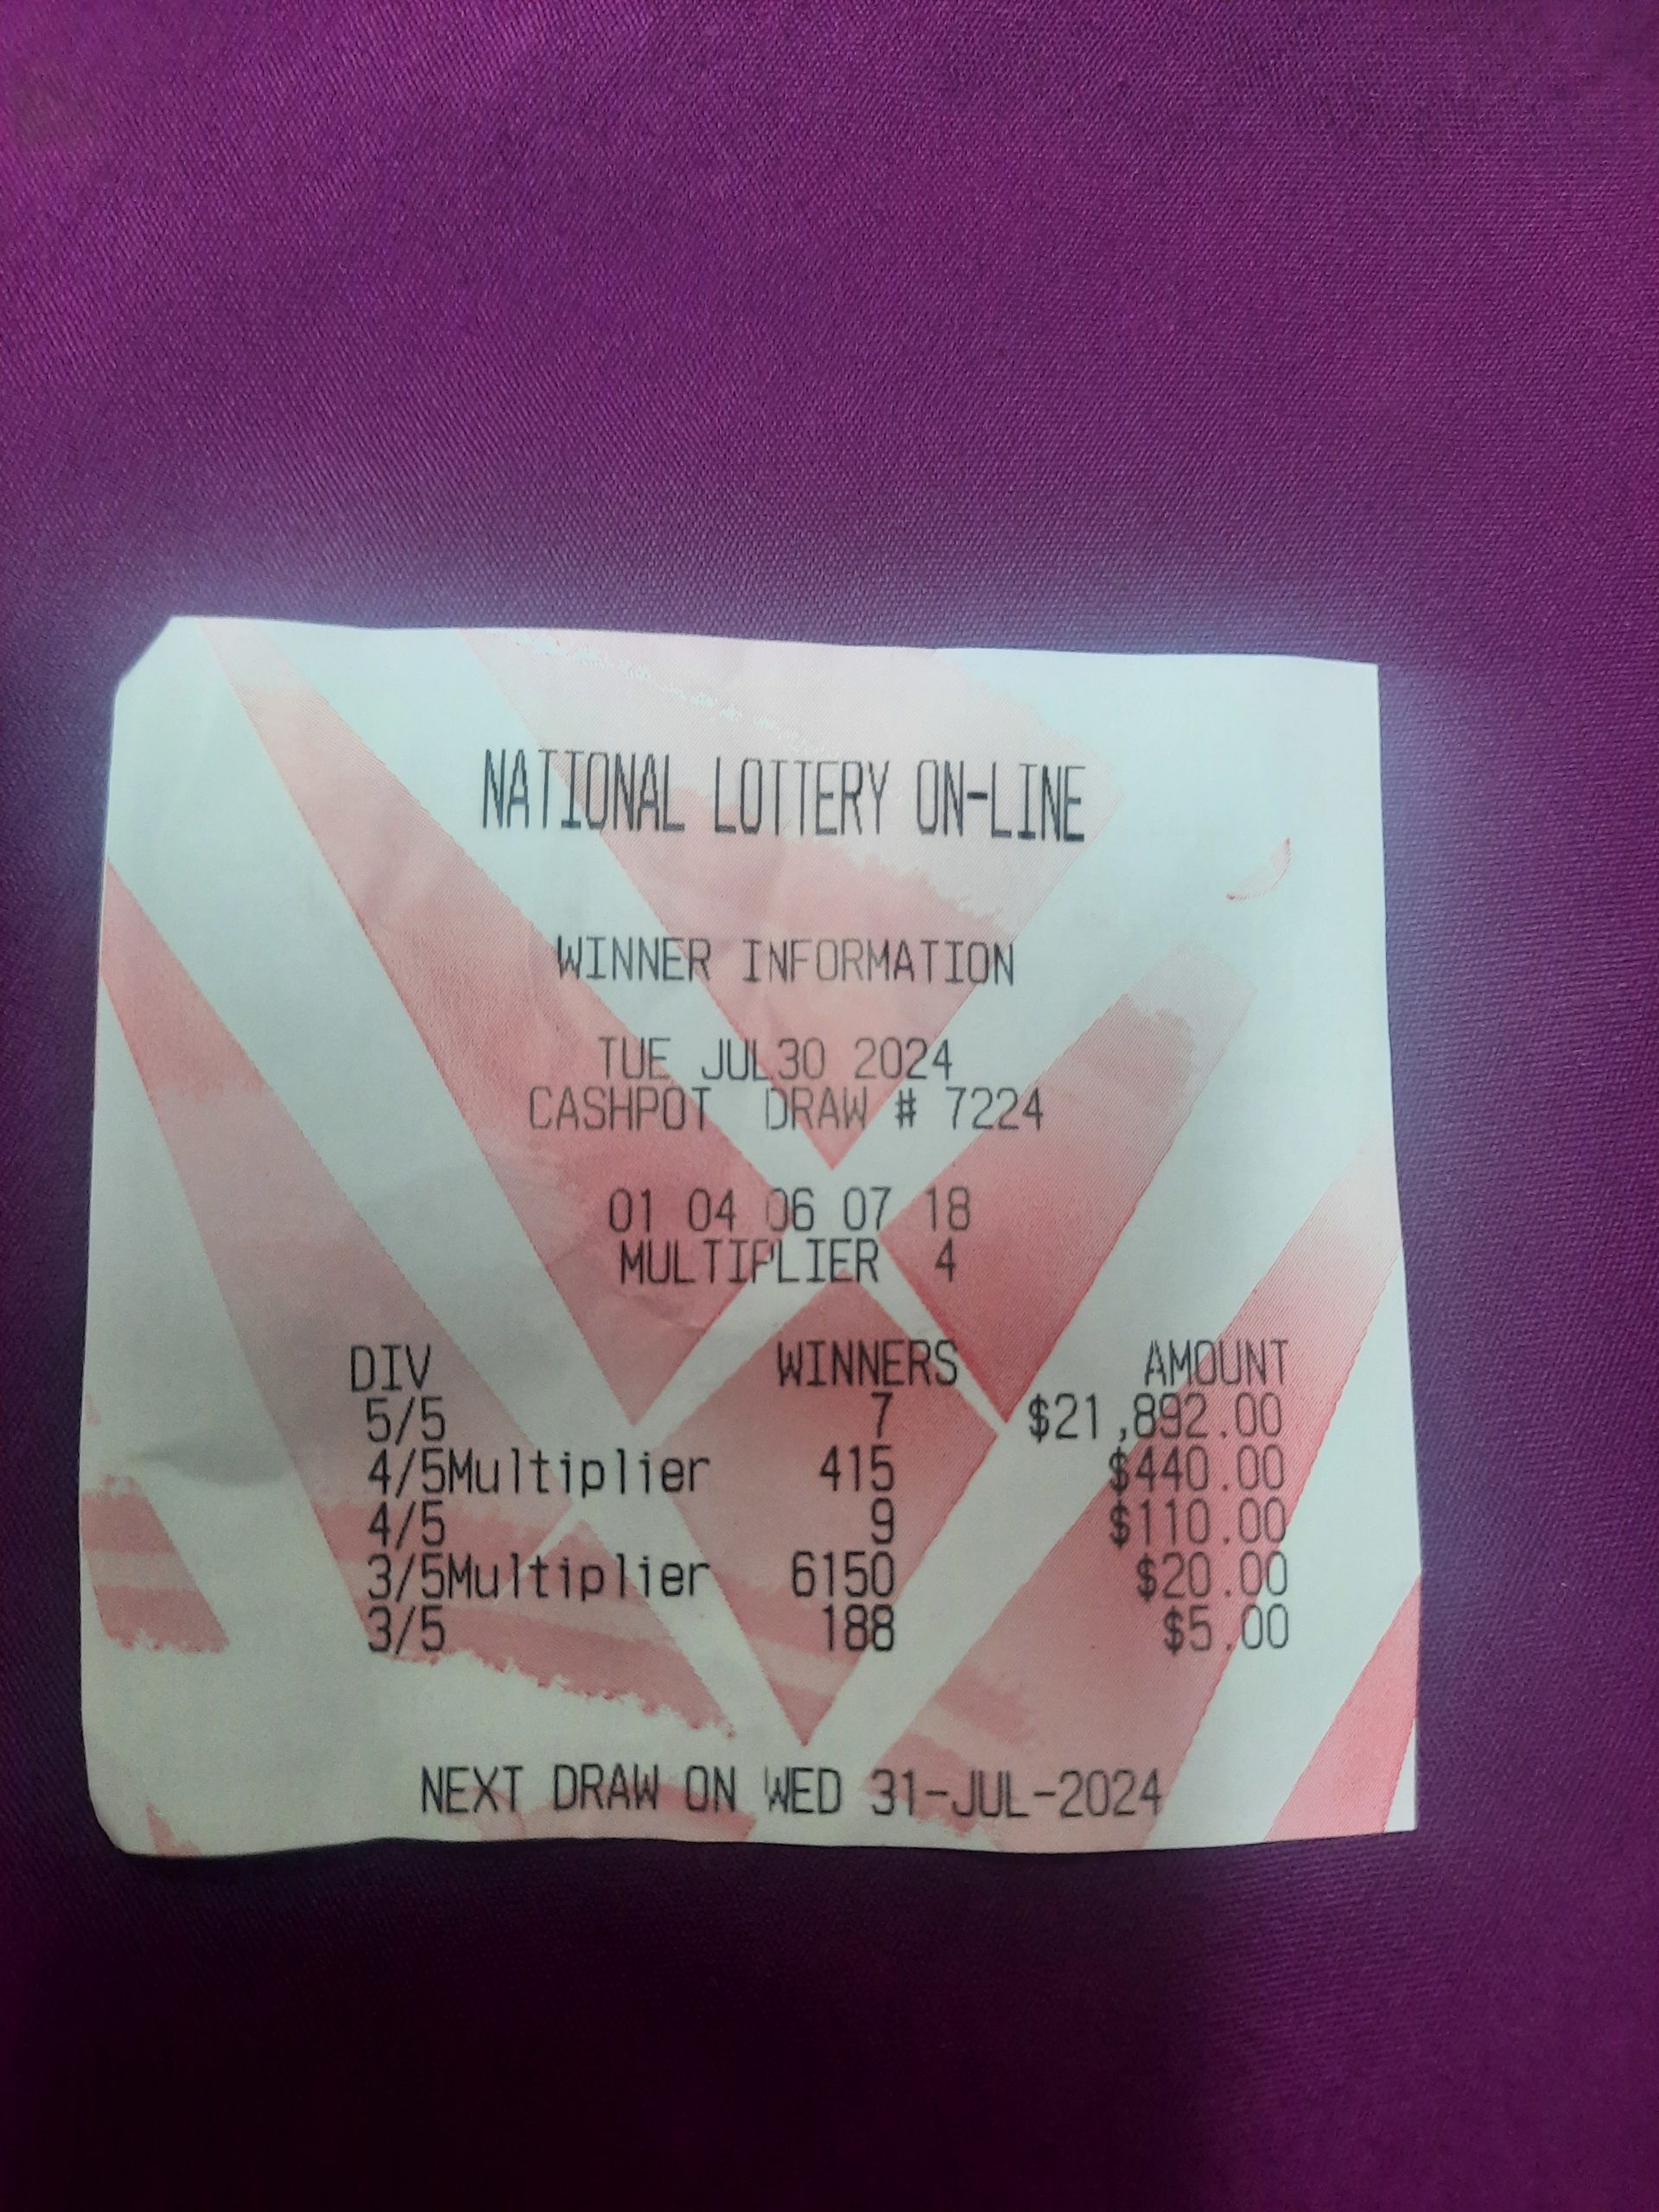 NATIONAL LOTTERY ON-LINE
WINNER INFORMATION
TUE JUL30 2024
CASHPOT DRAW # 7224
01 04 06 07 18
MULTIPLIER 4
DIV WINNERS AMOUNT
5/5 7 $21,892.00
4/5Multiplier 415 $440.00
4/5 9 $110.00
3/5Multiplier 6150 $20.00
3/5 188 $5.00
NEXT DRAW ON WED 31-JUL-2024